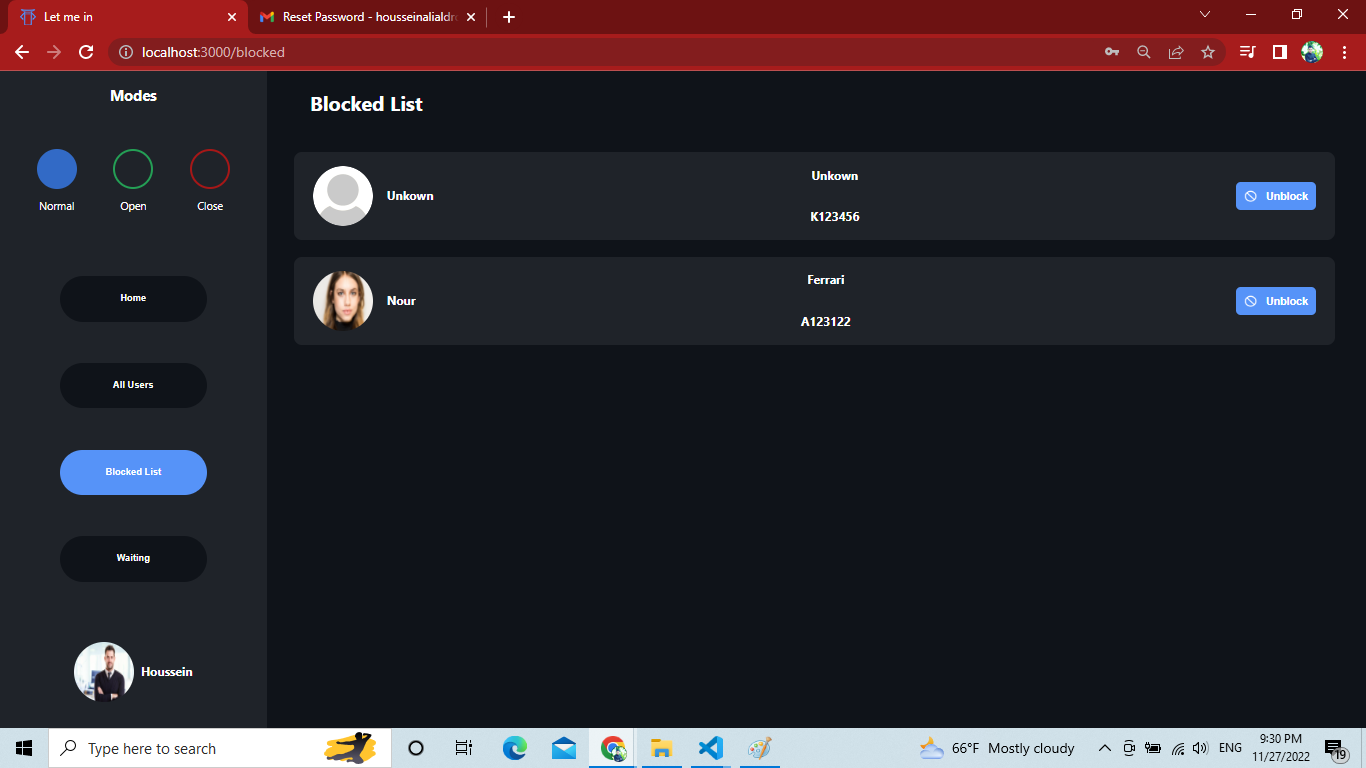 Let me in
Reset Password - housseinalialdr
localhost:3000/blocked
Modes
Normal
Open
Close
Home
All Users
Blocked List
Waiting
Houssein
Blocked List
Unkown
Unkown
K123456
Unblock
Nour
Ferrari
A123122
Unblock
Type here to search
66°F Mostly cloudy
ENG
9:30 PM
11/27/2022
19